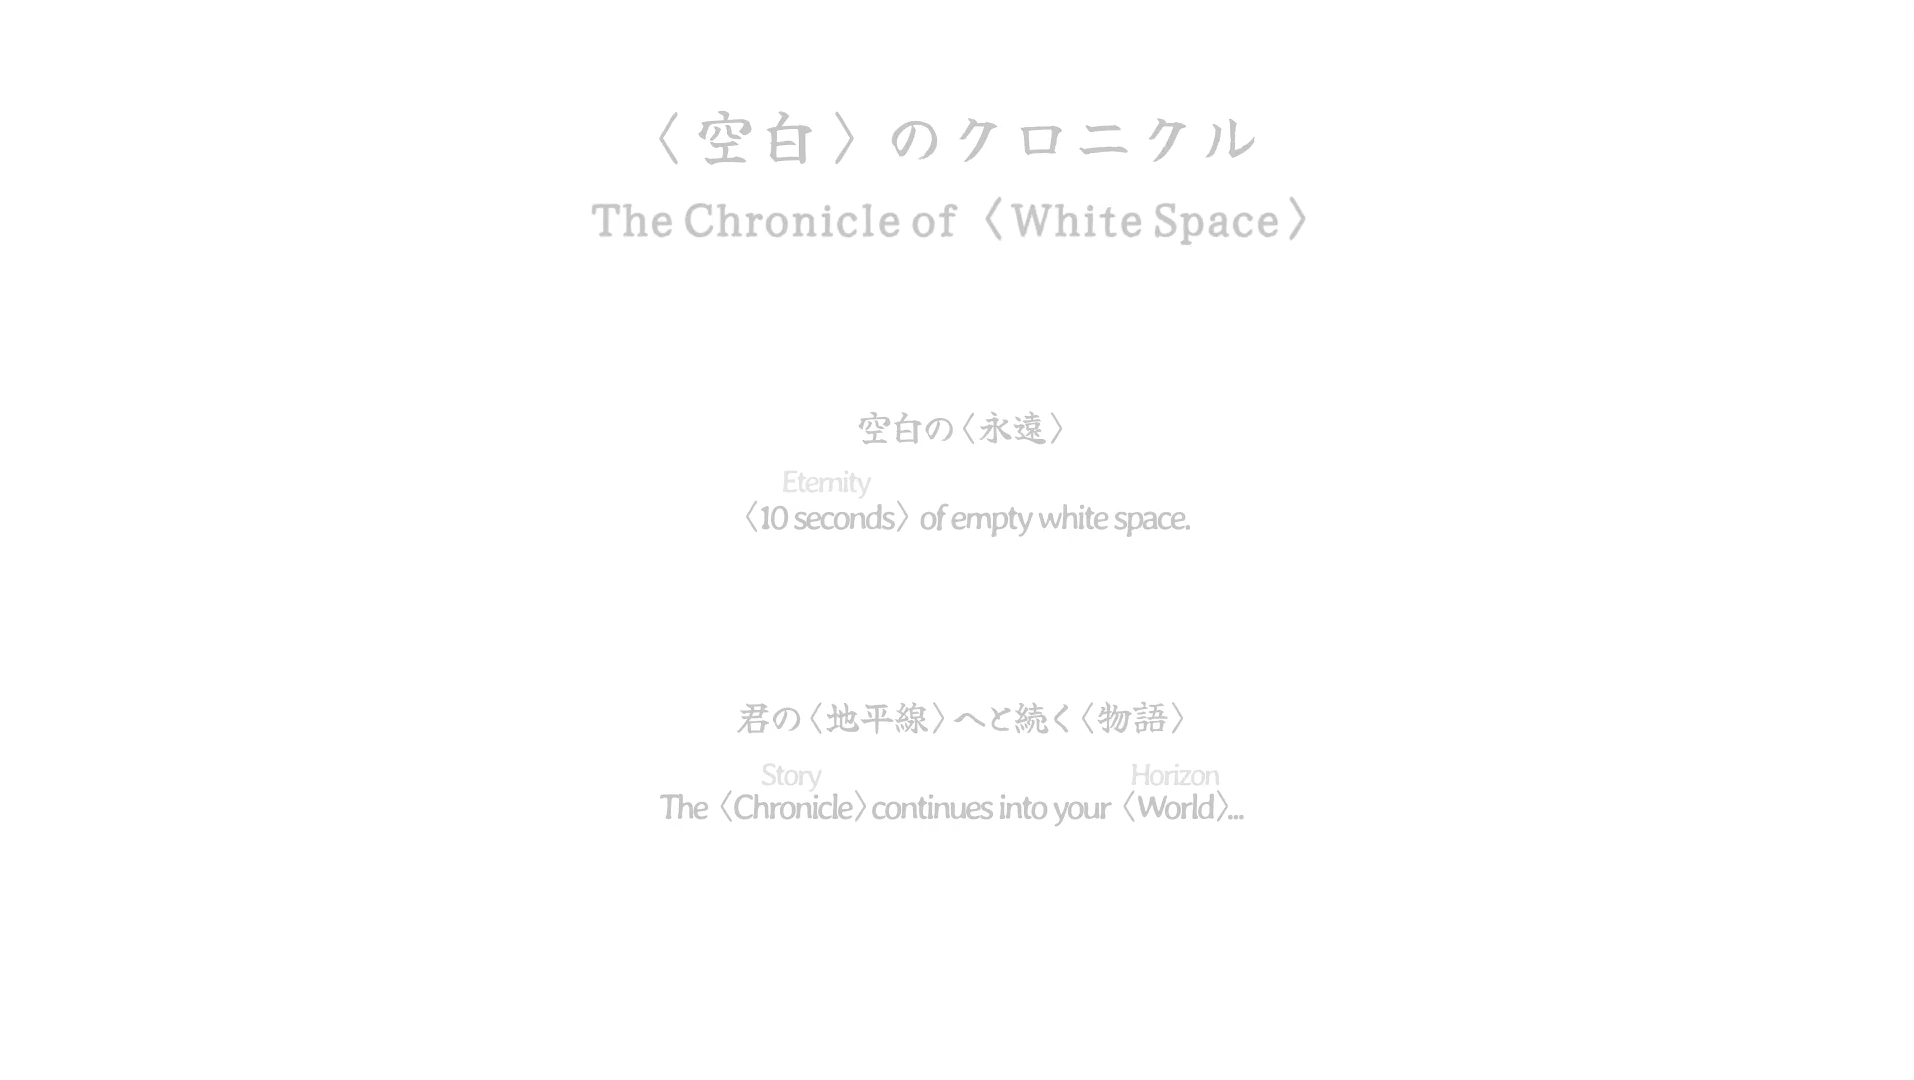 〈空白〉のクロニクル
The Chronicle of〈White Space〉
空白の〈永遠〉
Eternity
〈10 seconds〉 of empty white space.
君の〈地平線〉へと続く〈物語〉
Story Horizon
The〈Chronicle〉continues into your〈World〉...